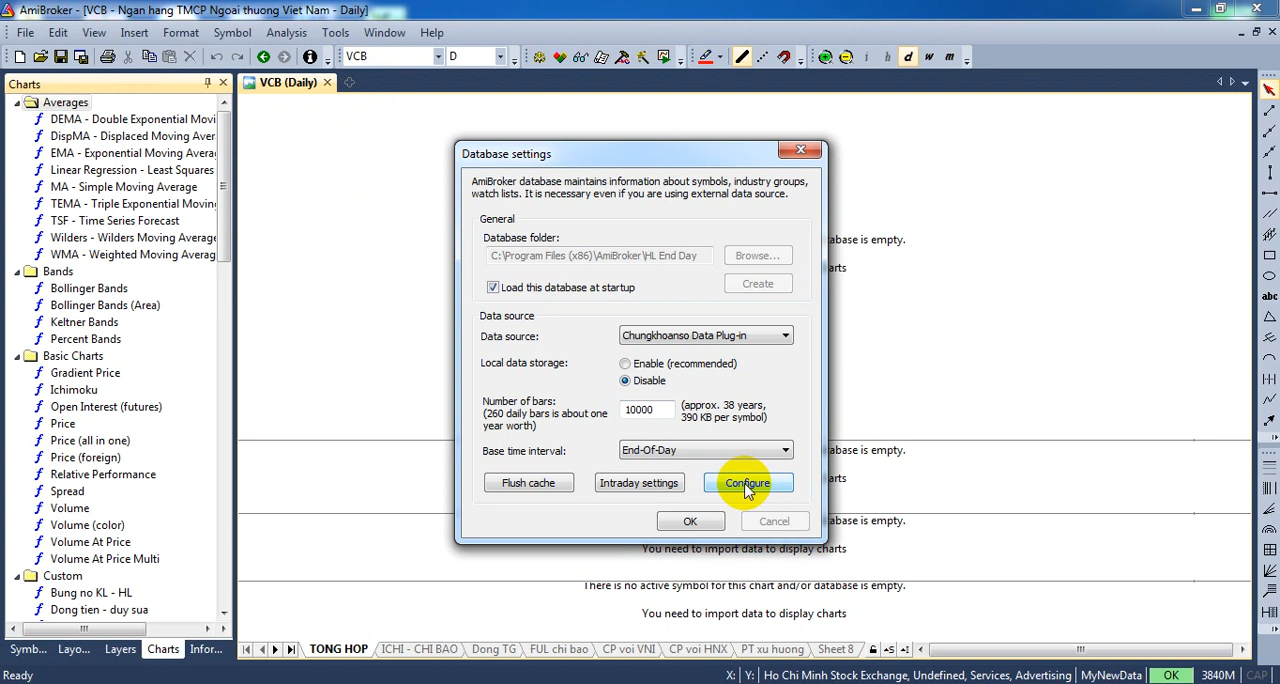 AmiBroker - [VCB - Ngan hang TMCP Ngoai thuong Viet Nam - Daily]
File Edit View Insert Format Symbol Analysis Tools Window Help
VCB D i h d w m
Charts
VCB (Daily)
Averages
DEMA - Double Exponential Movi
DispMA - Displaced Moving Aver
EMA - Exponential Moving Avera
Linear Regression - Least Squares
MA - Simple Moving Average
TEMA - Triple Exponential Moving
TSF - Time Series Forecast
Wilders - Wilders Moving Average
WMA - Weighted Moving Average
Bands
Bollinger Bands
Bollinger Bands (Area)
Keltner Bands
Percent Bands
Basic Charts
Gradient Price
Ichimoku
Open Interest (futures)
Price
Price (all in one)
Price (foreign)
Relative Performance
Spread
Volume
Volume (color)
Volume At Price
Volume At Price Multi
Custom
Bung no KL - HL
Dong tien - duy sua
Symb... Layo... Layers Charts Infor...
Database settings
AmiBroker database maintains information about symbols, industry groups,
watch lists. It is necessary even if you are using external data source.
General
Database folder:
C:\Program Files (x86)\AmiBroker\HL End Day
Browse...
Load this database at startup
Create
Data source
Data source:
Chungkhoanso Data Plug-in
Local data storage:
Enable (recommended)
Disable
Number of bars:
(260 daily bars is about one
year worth)
10000
(approx. 38 years,
390 KB per symbol)
Base time interval:
End-Of-Day
Flush cache
Intraday settings
Configure
OK
Cancel
abase is empty.
arts
abase is empty.
arts
abase is empty.
You need to import data to display charts
There is no active symbol for this chart and/or database is empty.
You need to import data to display charts
abc
TONG HOP ICHI - CHI BAO Dong TG FUL chi bao CP voi VNI CP voi HNX PT xu huong Sheet 8
Ready
X: Y: Ho Chi Minh Stock Exchange, Undefined, Services, Advertising MyNewData OK 3840M CAP